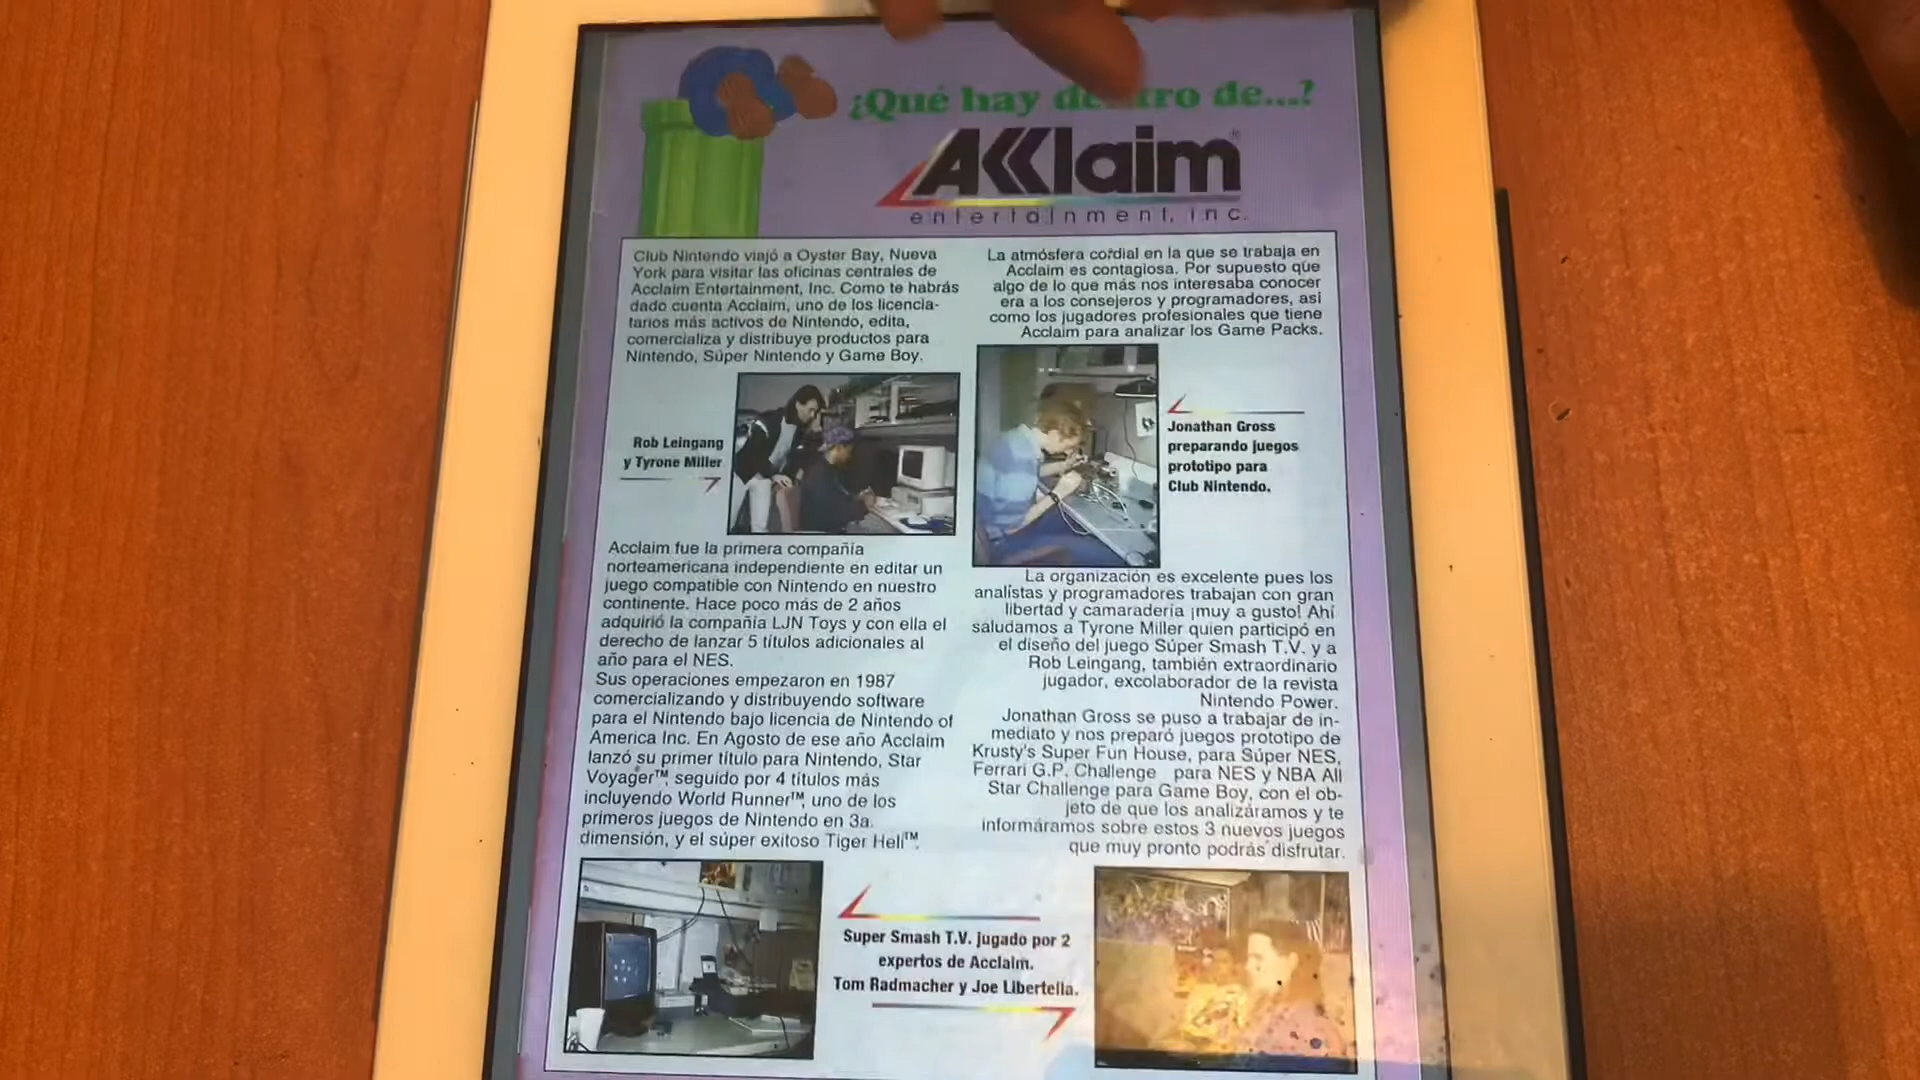 ¿Qué hay dentro de...?
Acclaim®
entertainment, inc.
Club Nintendo viajó a Oyster Bay, Nueva
York para visitar las oficinas centrales de
Acclaim Entertainment, Inc. Como te habrás
dado cuenta Acclaim, uno de los licencia-
tarios más activos de Nintendo, edita,
comercializa y distribuye productos para
Nintendo, Súper Nintendo y Game Boy.
Rob Leingang
y Tyrone Miller
Acclaim fue la primera compañía
norteamericana independiente en editar un
juego compatible con Nintendo en nuestro
continente. Hace poco más de 2 años
adquirió la compañía LJN Toys y con ella el
derecho de lanzar 5 títulos adicionales al
año para el NES.
Sus operaciones empezaron en 1987
comercializando y distribuyendo software
para el Nintendo bajo licencia de Nintendo of
America Inc. En Agosto de ese año Acclaim
lanzó su primer título para Nintendo, Star
Voyager™, seguido por 4 títulos más
incluyendo World Runner™, uno de los
primeros juegos de Nintendo en 3a.
dimensión, y el súper exitoso Tiger Heli™.
La atmósfera cordial en la que se trabaja en
Acclaim es contagiosa. Por supuesto que
algo de lo que más nos interesaba conocer
era a los consejeros y programadores, asi
como los jugadores profesionales que tiene
Acclaim para analizar los Game Packs.
Jonathan Gross
preparando juegos
prototipo para
Club Nintendo.
La organización es excelente pues los
analistas y programadores trabajan con gran
libertad y camaradería ¡muy a gusto! Ahí
saludamos a Tyrone Miller quien participó en
el diseño del juego Súper Smash T.V. y a
Rob Leingang, también extraordinario
jugador, excolaborador de la revista
Nintendo Power.
Jonathan Gross se puso a trabajar de in-
mediato y nos preparó juegos prototipo de
Krusty's Super Fun House, para Súper NES,
Ferrari G.P. Challenge para NES y NBA All
Star Challenge para Game Boy, con el ob-
jeto de que los analizáramos y te
informáramos sobre estos 3 nuevos juegos
que muy pronto podrás disfrutar.
Super Smash T.V. jugado por 2
expertos de Acclaim.
Tom Radmacher y Joe Libertella.